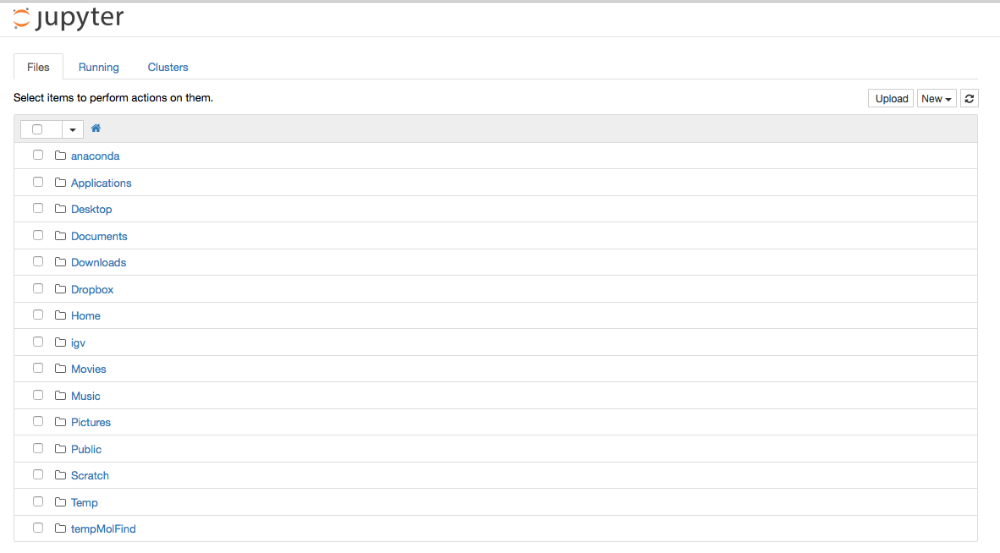 jupyter
Files Running Clusters
Select items to perform actions on them. Upload New
anaconda
Applications
Desktop
Documents
Downloads
Dropbox
Home
igv
Movies
Music
Pictures
Public
Scratch
Temp
tempMolFind